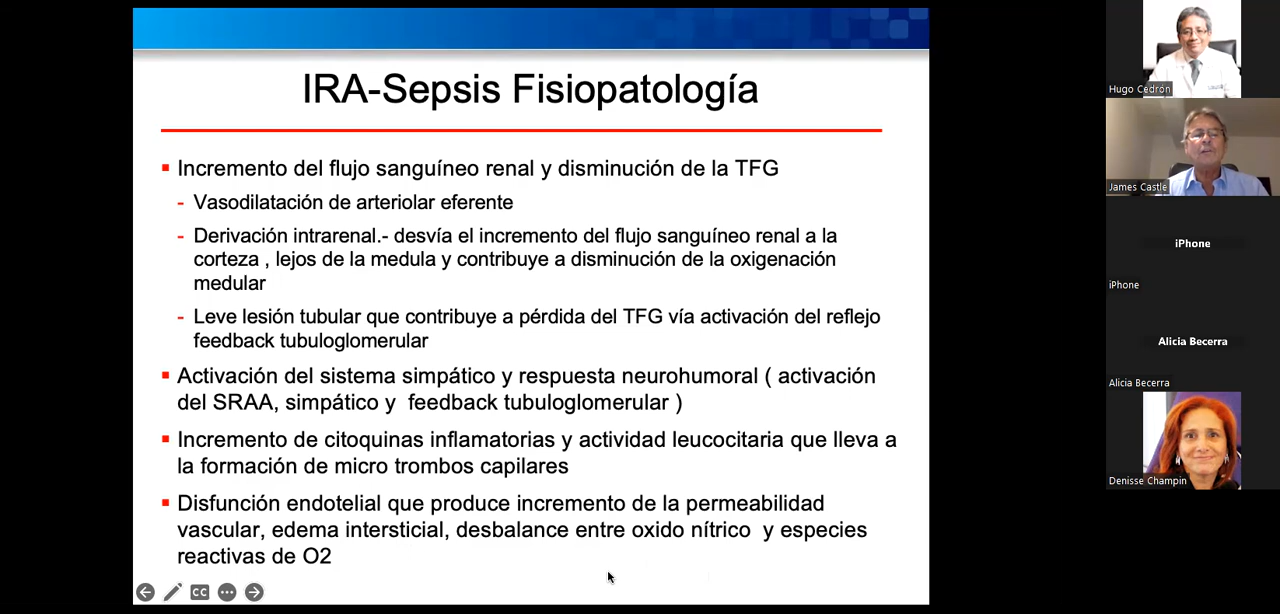 IRA-Sepsis Fisiopatología
▪ Incremento del flujo sanguíneo renal y disminución de la TFG
- Vasodilatación de arteriolar eferente
- Derivación intrarenal.- desvía el incremento del flujo sanguíneo renal a la
corteza , lejos de la medula y contribuye a disminución de la oxigenación
medular
- Leve lesión tubular que contribuye a pérdida del TFG vía activación del reflejo
feedback tubuloglomerular
▪ Activación del sistema simpático y respuesta neurohumoral ( activación
del SRAA, simpático y feedback tubuloglomerular )
▪ Incremento de citoquinas inflamatorias y actividad leucocitaria que lleva a
la formación de micro trombos capilares
▪ Disfunción endotelial que produce incremento de la permeabilidad
vascular, edema intersticial, desbalance entre oxido nítrico y especies
reactivas de O2
CC
Hugo Cedrón
James Castle
iPhone
iPhone
Alicia Becerra
Alicia Becerra
Denisse Champin